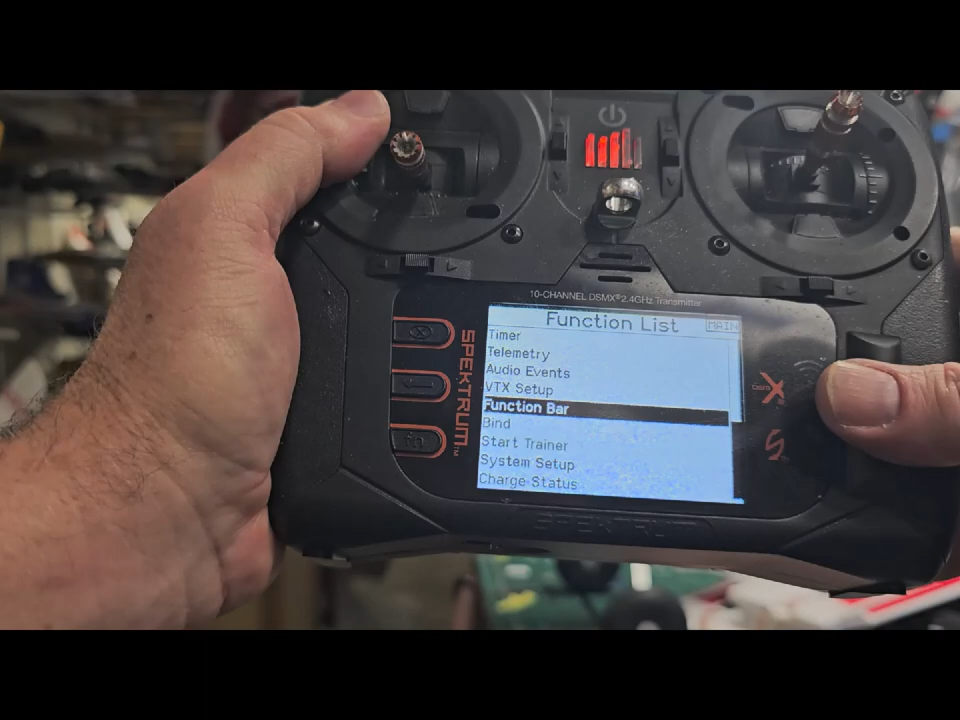 10-CHANNEL DSMX® 2.4GHz Transmitter
Function List
MAIN
Timer
Telemetry
Audio Events
VTX Setup
Function Bar
Bind
Start Trainer
System Setup
Charge Status
SPEKTRUM™
SPEKTRUM